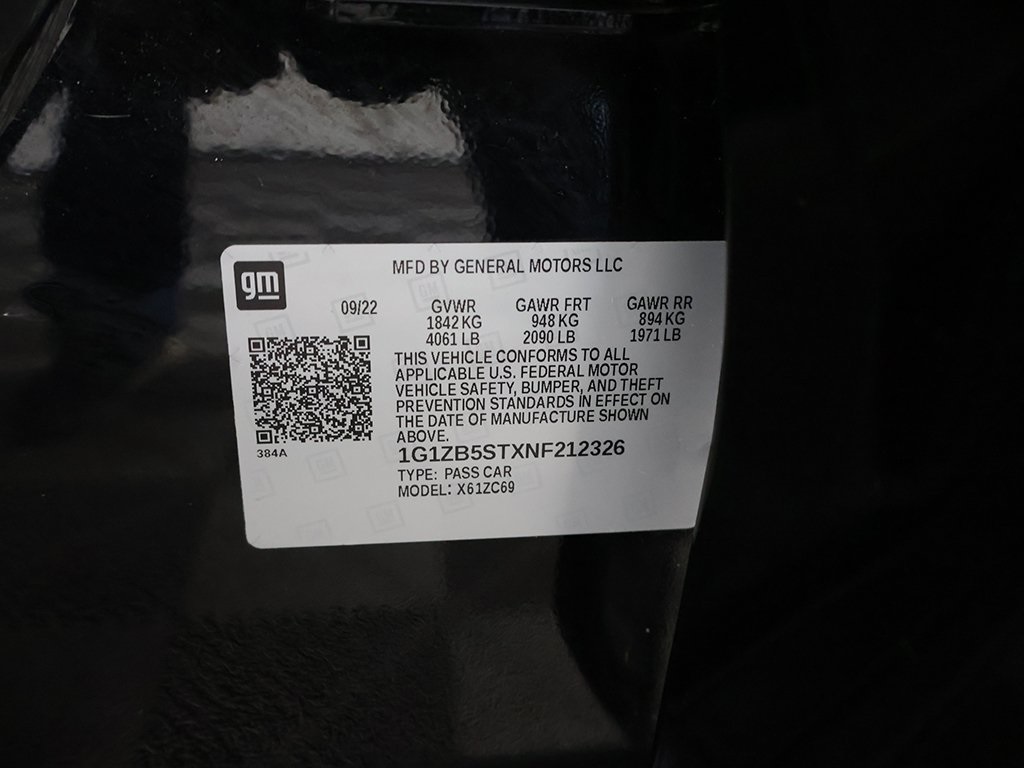 gm
MFD BY GENERAL MOTORS LLC
09/22 GVWR GAWR FRT GAWR RR
1842 KG 948 KG 894 KG
4061 LB 2090 LB 1971 LB
THIS VEHICLE CONFORMS TO ALL
APPLICABLE U.S. FEDERAL MOTOR
VEHICLE SAFETY, BUMPER, AND THEFT
PREVENTION STANDARDS IN EFFECT ON
THE DATE OF MANUFACTURE SHOWN
ABOVE.
384A
1G1ZB5STXNF212326
TYPE: PASS CAR
MODEL: X61ZC69